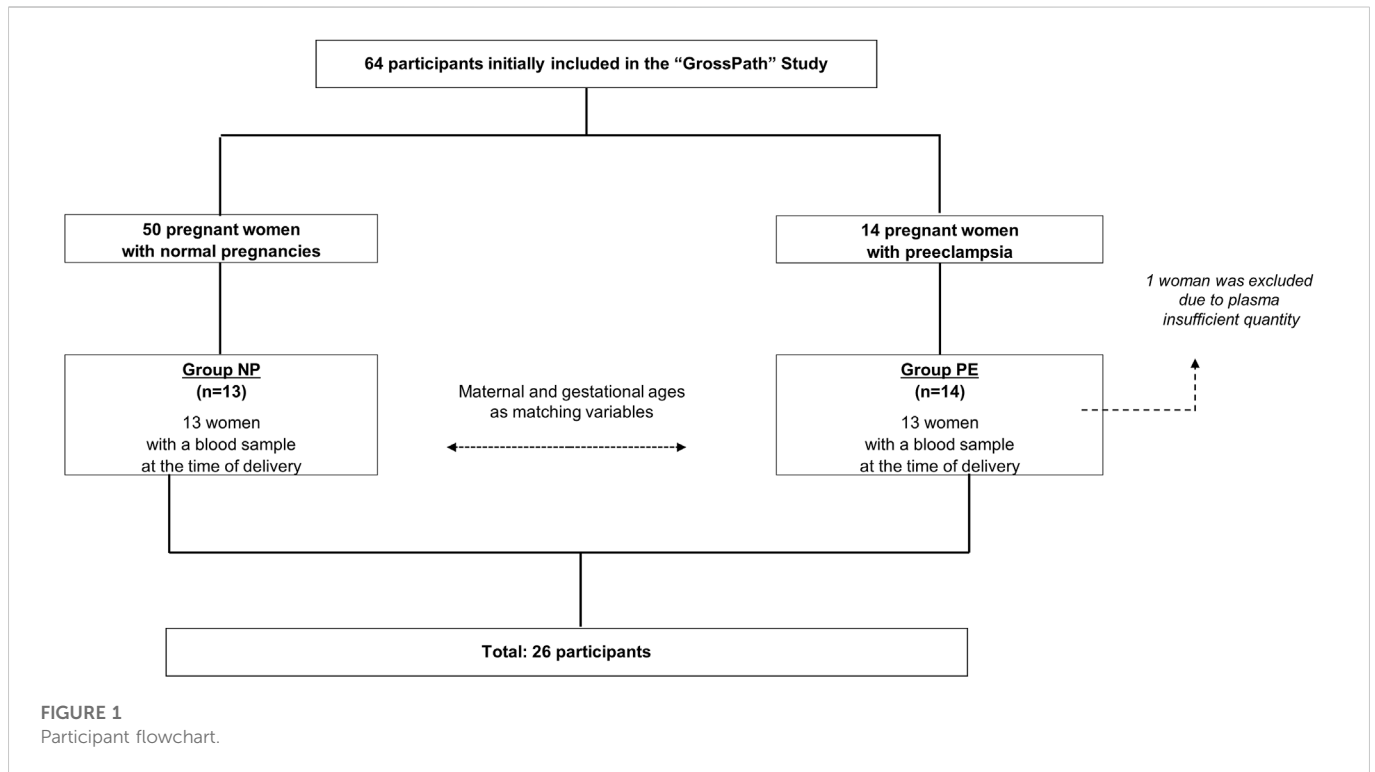 64 participants initially included in the “GrossPath” Study
50 pregnant women
with normal pregnancies
14 pregnant women
with preeclampsia
1 woman was excluded
due to plasma
insufficient quantity
Group NP
(n=13)
13 women
with a blood sample
at the time of delivery
Maternal and gestational ages
as matching variables
Group PE
(n=14)
13 women
with a blood sample
at the time of delivery
Total: 26 participants
FIGURE 1
Participant flowchart.